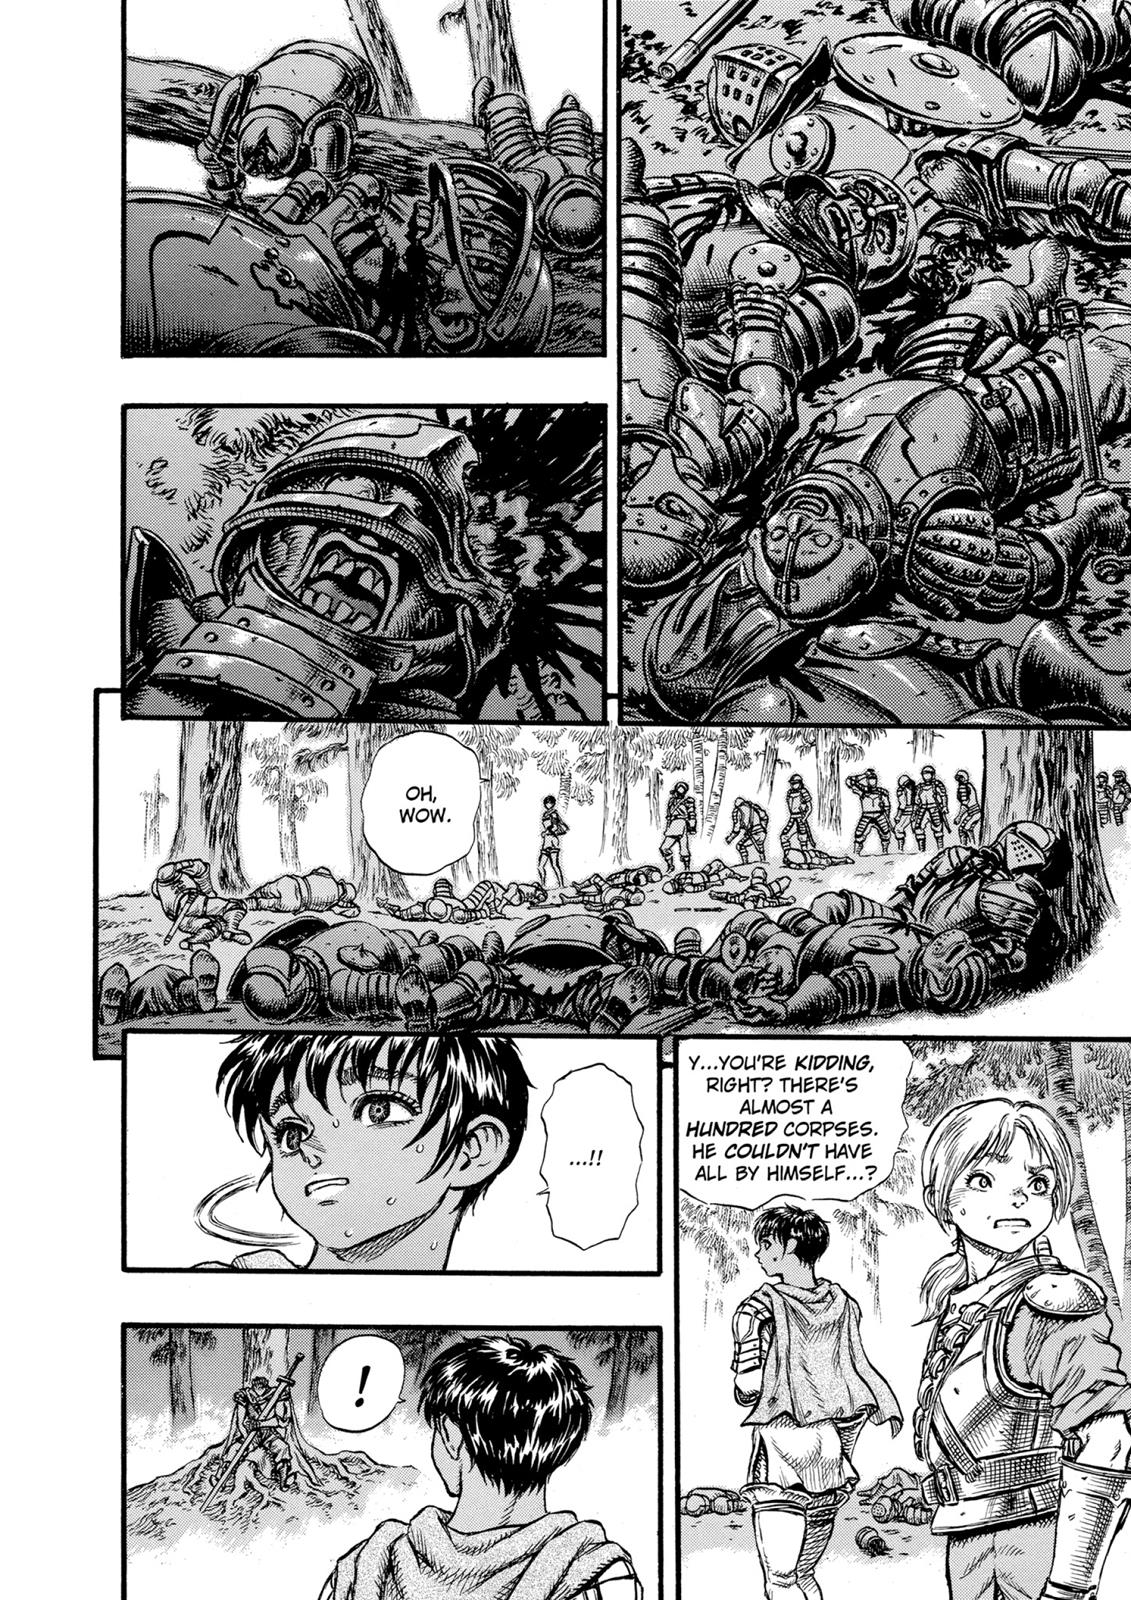 OH,
WOW.
Y...YOU'RE KIDDING,
RIGHT? THERE'S
ALMOST A
HUNDRED CORPSES.
HE COULDN'T HAVE
ALL BY HIMSELF...?
...!!
!